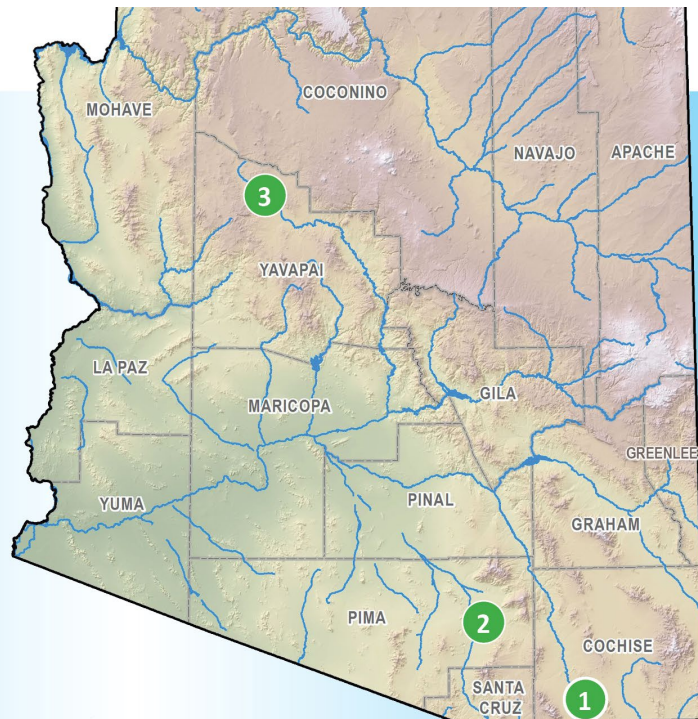 COCONINO
MOHAVE
NAVAJO
APACHE
3
YAVAPAI
LA PAZ
GILA
MARICOPA
GREENLEE
PINAL
YUMA
GRAHAM
PIMA
2
COCHISE
SANTA
CRUZ
1